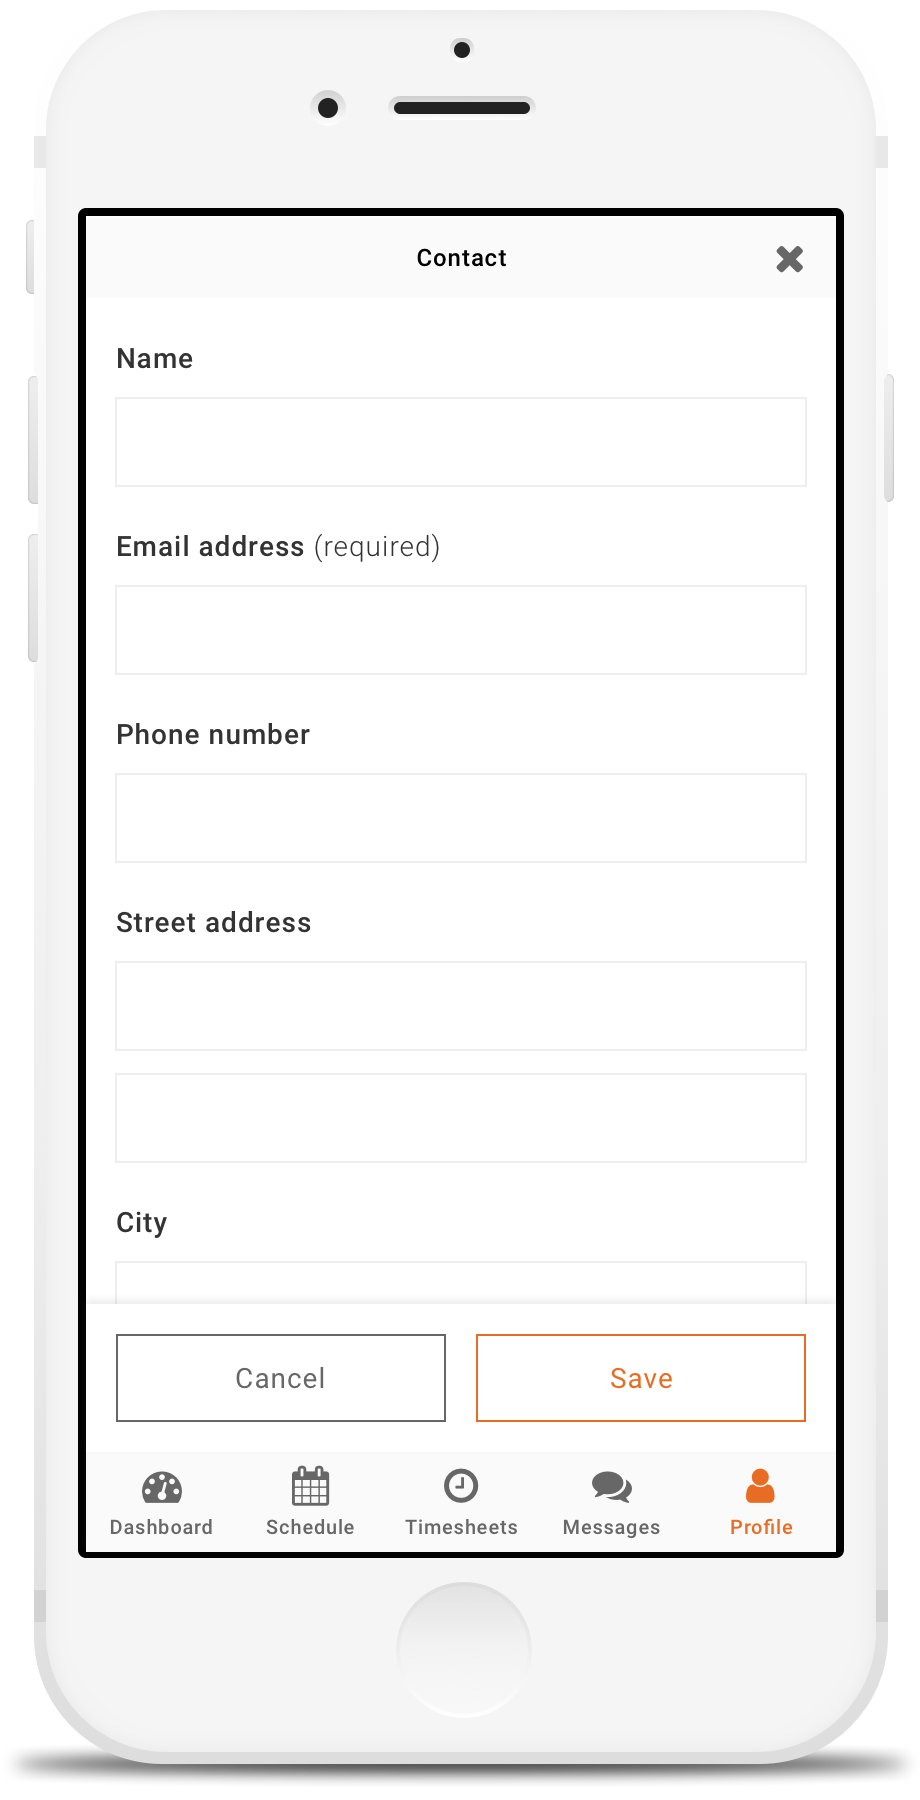 Contact
Name
Email address (required)
Phone number
Street address
City
Cancel Save
Dashboard Schedule Timesheets Messages Profile